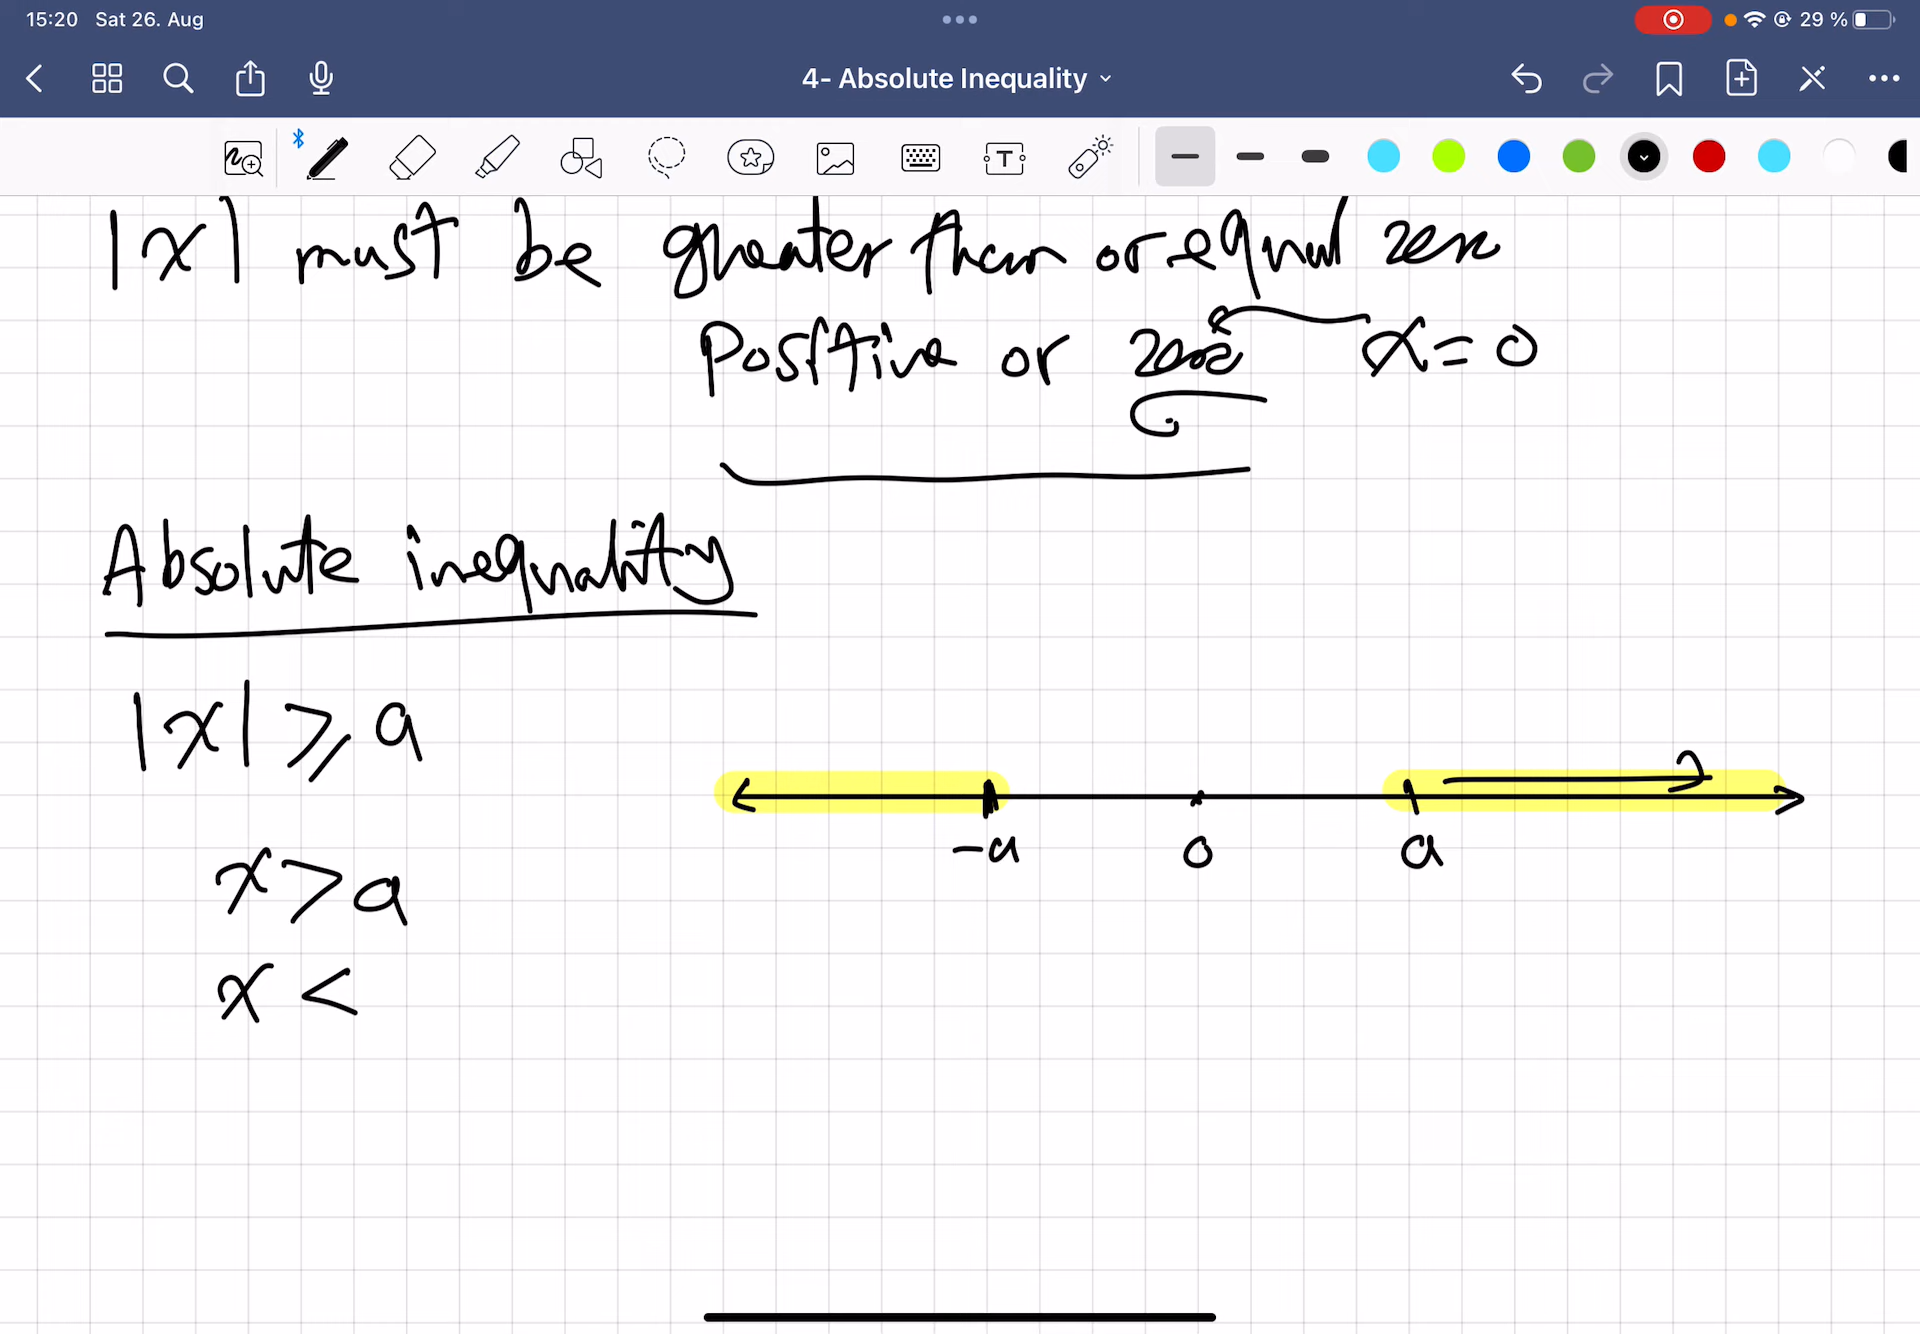 15:20 Sat 26. Aug 29 %
4- Absolute Inequality
T
|x| must be greater than or equal zero
Positive or zero x=0
Absolute inequality
|x| ⩾ a
-a 0 a
x > a
x <